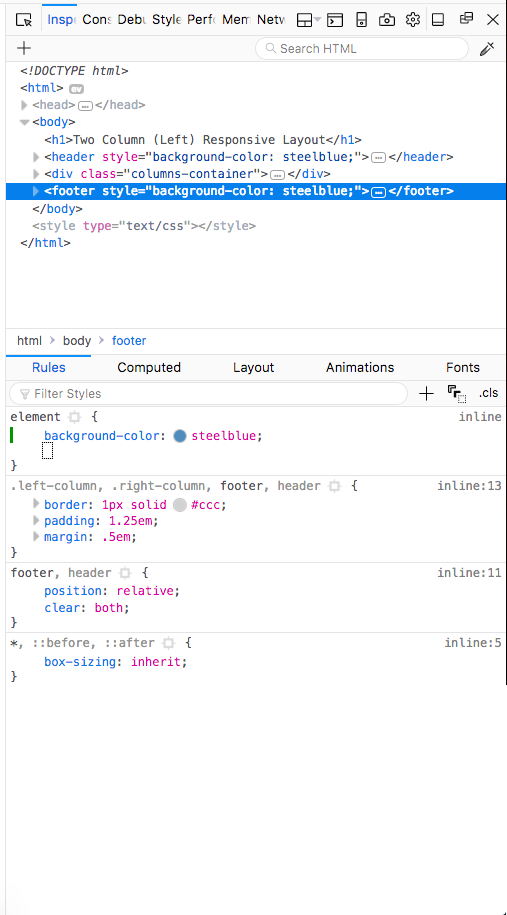 Inspe Cons Debu Style Perfo Mem Netw
+ Search HTML
<!DOCTYPE html>
<html> ev
<head>…</head>
<body>
<h1>Two Column (Left) Responsive Layout</h1>
<header style="background-color: steelblue;">…</header>
<div class="columns-container">…</div>
<footer style="background-color: steelblue;">…</footer>
</body>
<style type="text/css"></style>
</html>
html > body > footer
Rules Computed Layout Animations Fonts
Filter Styles + .cls
element { inline
background-color: steelblue;
}
.left-column, .right-column, footer, header { inline:13
border: 1px solid #ccc;
padding: 1.25em;
margin: .5em;
}
footer, header { inline:11
position: relative;
clear: both;
}
*, ::before, ::after { inline:5
box-sizing: inherit;
}